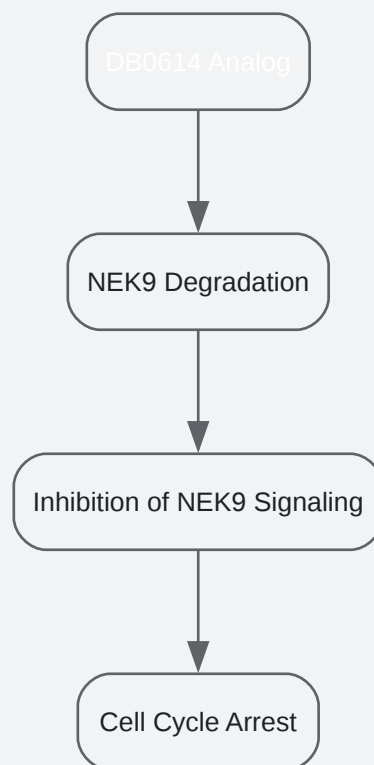 DB0614 Analog
NEK9 Degradation
Inhibition of NEK9 Signaling
Cell Cycle Arrest